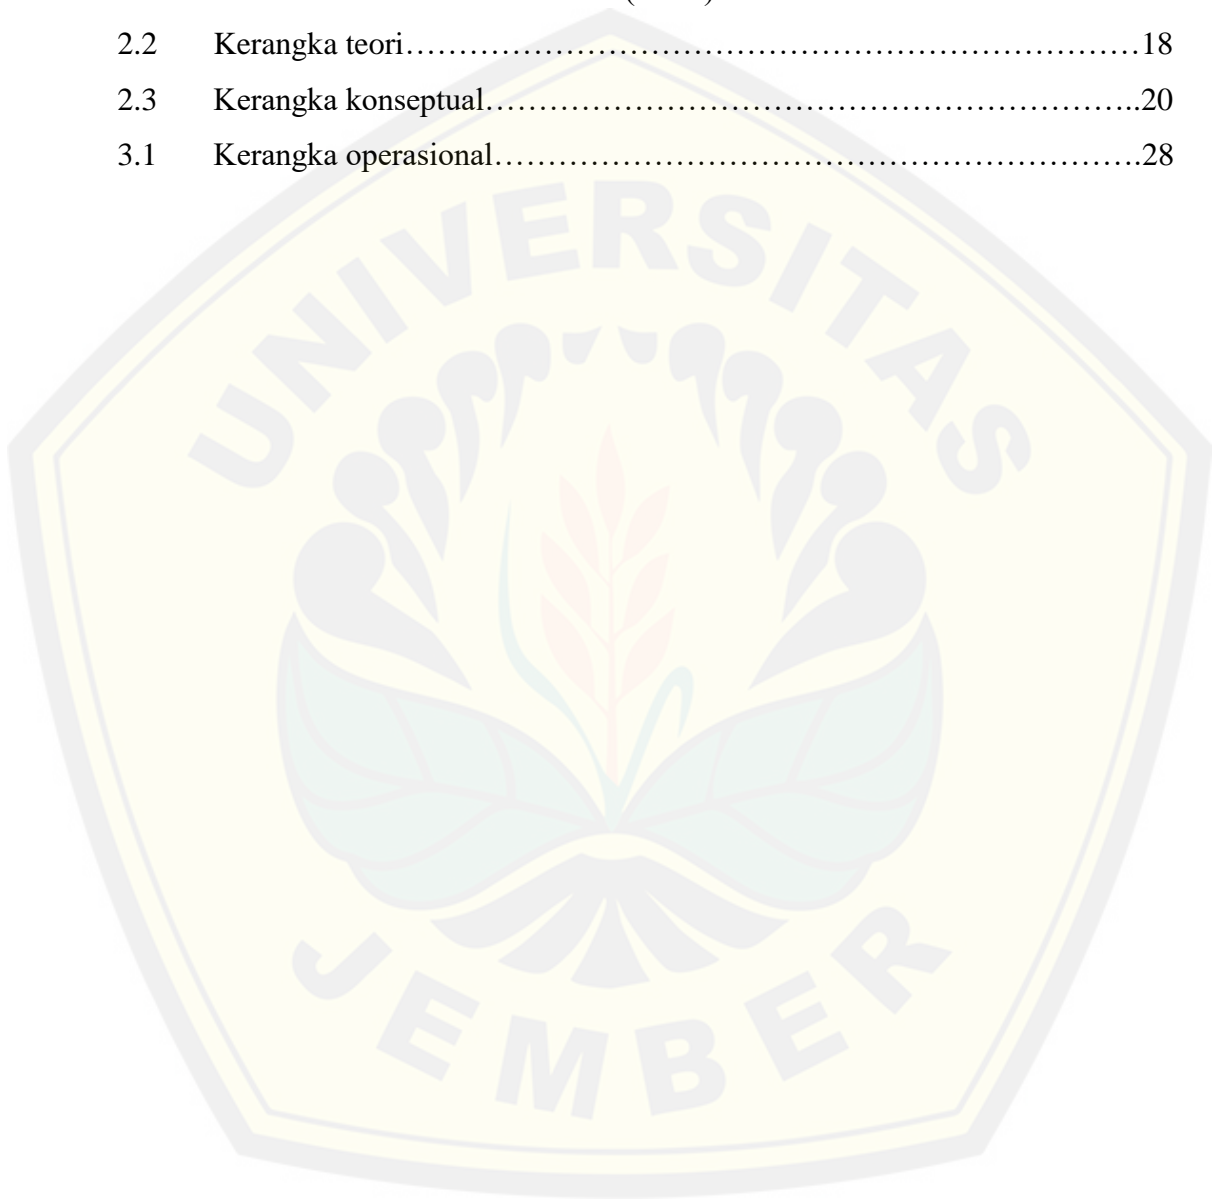 2.2 Kerangka teori……………………………………………………………18
2.3 Kerangka konseptual……………………………………………………..20
3.1 Kerangka operasional…………………………………………………….28
UNIVERSITAS
JEMBER